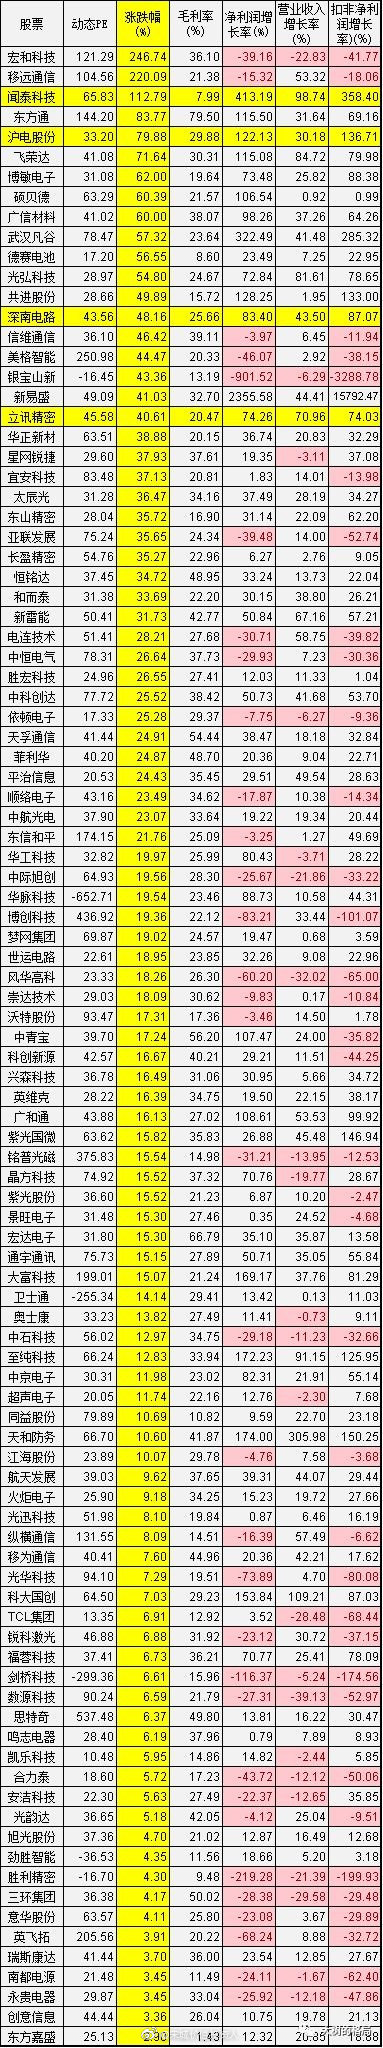 股票 动态PE 涨跌幅(%) 毛利率(%) 净利润增长率(%) 营业收入增长率(%) 扣非净利润增长率)(%)
宏和科技 121.29 246.74 36.10 -39.16 -22.83 -41.77
移远通信 104.56 220.09 21.38 -15.32 53.32 -18.06
闻泰科技 65.83 112.79 7.99 413.19 98.74 358.40
东方通 144.20 83.77 79.50 115.50 31.64 69.16
沪电股份 33.20 79.88 29.88 122.13 30.18 136.71
飞荣达 41.08 71.64 30.31 115.08 84.72 79.98
博敏电子 31.08 62.00 19.64 73.48 25.82 88.38
硕贝德 63.29 60.39 21.57 106.54 0.92 0.99
广信材料 41.02 60.00 38.07 98.26 37.24 64.26
武汉凡谷 78.47 57.32 23.64 322.49 41.48 285.32
德赛电池 17.20 56.55 8.60 23.49 7.25 22.95
光弘科技 28.97 54.80 24.67 72.84 81.61 78.65
共进股份 28.66 49.89 15.72 128.25 1.95 133.00
深南电路 43.56 48.16 25.66 83.40 43.50 87.07
信维通信 36.10 46.42 39.11 -3.97 6.45 -11.94
美格智能 250.98 44.47 20.33 -46.07 2.92 -38.15
银宝山新 -16.45 43.36 13.19 -901.52 -6.29 -3288.78
新易盛 49.09 41.03 32.70 2355.58 44.41 15792.47
立讯精密 45.58 40.61 20.47 74.26 70.96 74.03
华正新材 63.51 38.88 20.15 36.74 20.83 32.29
星网锐捷 29.60 37.93 37.61 19.35 -3.11 37.08
宜安科技 83.48 37.13 20.81 1.83 14.01 -13.98
太辰光 31.28 36.47 34.16 37.49 28.19 34.27
东山精密 28.04 35.72 16.90 31.14 22.09 62.20
亚联发展 75.24 35.65 24.34 -39.48 14.00 -52.74
长盈精密 54.76 35.27 22.96 6.27 2.76 9.05
恒铭达 37.45 34.72 48.95 33.24 13.73 22.04
和而泰 31.38 33.69 22.20 30.15 38.80 26.21
新雷能 50.41 31.73 42.77 50.84 67.16 57.21
电连技术 51.41 28.21 27.68 -30.71 58.75 -39.82
中恒电气 78.31 26.64 37.73 -29.93 7.23 -30.36
胜宏科技 24.96 26.55 27.41 12.03 11.33 1.04
中科创达 77.72 25.52 38.42 50.73 41.68 53.70
依顿电子 17.33 25.28 29.37 -7.75 -6.27 -9.36
天孚通信 41.44 24.91 54.44 38.47 18.18 32.84
菲利华 40.20 24.87 48.70 20.36 9.04 22.71
平治信息 20.53 24.43 35.45 29.51 49.54 28.63
顺络电子 43.16 23.49 34.62 -17.87 10.38 -14.34
中航光电 37.90 23.07 33.64 19.22 19.34 20.44
东信和平 174.15 21.76 25.09 -3.25 1.27 49.69
华工科技 32.82 19.97 25.99 80.43 -3.71 28.22
中际旭创 64.93 19.56 28.30 -25.67 -21.86 -33.22
华脉科技 -652.71 19.54 23.46 88.73 10.58 44.31
博创科技 436.92 19.36 22.12 -83.21 33.44 -101.07
梦网集团 69.87 19.02 24.57 19.47 0.68 3.59
世运电路 22.61 18.95 23.85 32.26 9.08 22.96
风华高科 23.33 18.26 26.30 -60.20 -32.02 -65.00
崇达技术 29.03 18.09 30.62 -9.83 0.17 -10.84
沃特股份 93.47 17.31 17.36 -3.46 14.50 1.78
中青宝 39.70 17.24 56.20 107.47 24.00 -35.82
科创新源 42.57 16.67 40.21 29.21 11.51 -44.25
兴森科技 36.78 16.49 31.06 30.95 5.66 34.72
英维克 28.22 16.39 34.75 19.50 22.15 38.17
广和通 43.88 16.13 27.02 108.61 53.53 99.92
紫光国微 63.62 15.82 35.83 26.88 45.48 146.94
铭普光磁 375.83 15.54 14.98 -31.21 -13.95 -12.53
晶方科技 74.92 15.52 37.32 70.76 -19.77 28.67
紫光股份 36.60 15.52 21.23 6.87 10.20 -2.47
景旺电子 31.48 15.30 27.46 0.35 24.52 -4.68
宏达电子 31.80 15.30 66.79 35.10 35.87 13.58
通宇通讯 75.73 15.15 27.89 50.71 35.05 55.84
大富科技 199.01 15.07 21.24 169.17 37.76 81.29
卫士通 -255.34 14.14 29.41 13.42 0.13 11.03
奥士康 33.23 13.82 27.49 11.41 -0.73 9.11
中石科技 56.02 12.97 34.75 -29.18 -11.23 -32.66
至纯科技 66.24 12.83 33.94 172.23 91.15 125.95
中京电子 30.31 11.98 23.02 82.31 21.91 55.14
超声电子 20.05 11.74 22.16 12.76 -2.30 7.68
同益股份 79.89 10.69 10.82 9.59 22.70 23.18
天和防务 66.70 10.60 41.87 174.00 305.98 150.25
江海股份 23.89 10.07 29.78 -4.76 7.58 -3.68
航天发展 39.03 9.62 37.65 39.31 44.07 29.44
火炬电子 25.90 9.18 34.25 15.23 19.72 27.66
光迅科技 51.98 8.10 19.84 0.87 6.46 16.19
纵横通信 131.55 8.09 14.51 -16.39 57.49 -6.62
移为通信 40.41 7.60 44.96 20.36 42.21 17.62
光华科技 94.10 7.29 19.51 -73.89 4.70 -80.08
科大国创 64.50 7.03 29.23 153.84 109.21 87.03
TCL集团 13.35 6.91 12.92 3.52 -28.48 -68.44
锐科激光 46.88 6.88 31.92 -23.12 30.72 -37.15
福蓉科技 37.41 6.73 36.21 70.77 25.41 78.09
剑桥科技 -299.36 6.61 15.96 -116.37 -5.24 -174.56
数源科技 90.24 6.59 21.79 -27.31 -39.13 -52.97
思特奇 537.48 6.37 49.80 13.81 16.22 30.47
鸣志电器 28.40 6.19 37.96 0.79 7.89 8.93
凯乐科技 10.48 5.95 14.86 14.82 -2.44 5.85
合力泰 18.60 5.72 17.23 -43.72 -12.12 -50.06
安洁科技 22.30 5.63 27.49 -22.37 -12.65 35.85
光韵达 36.65 5.18 42.05 -4.12 25.04 -9.51
旭光股份 37.36 4.70 21.02 12.87 16.49 12.68
劲胜智能 -36.53 4.35 11.56 18.66 5.20 3.18
胜利精密 -16.70 4.30 9.48 -219.28 -21.39 -199.93
三环集团 36.38 4.17 50.02 -28.38 -29.58 -29.48
意华股份 63.57 4.11 25.80 -23.08 3.67 -29.89
英飞拓 205.56 3.91 20.22 -68.24 8.88 -32.72
瑞斯康达 41.44 3.70 36.00 23.54 12.85 27.67
南都电源 21.48 3.45 11.49 -24.11 -1.67 -62.40
永贵电器 29.87 3.45 33.04 -25.92 -12.18 -47.86
创意信息 44.44 3.36 26.04 10.75 19.78 21.13
东方嘉盛 25.13 12.32